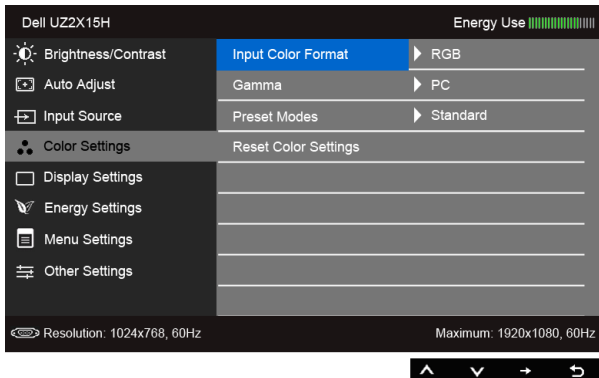 Dell UZ2X15H Energy Use
Brightness/Contrast Input Color Format RGB
Auto Adjust Gamma PC
Input Source Preset Modes Standard
Color Settings Reset Color Settings
Display Settings
Energy Settings
Menu Settings
Other Settings
Resolution: 1024x768, 60Hz Maximum: 1920x1080, 60Hz